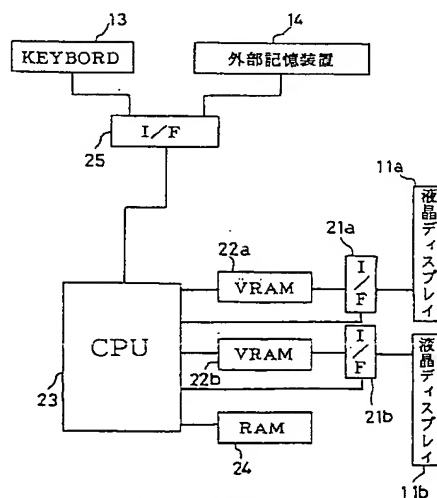 13
14
KEYBORD
外部記憶装置
I/F
25
11a
液晶ディスプレイ
21a
22a
VRAM
I/F
CPU
VRAM
I/F
23
22b
21b
RAM
24
液晶ディスプレイ
11b